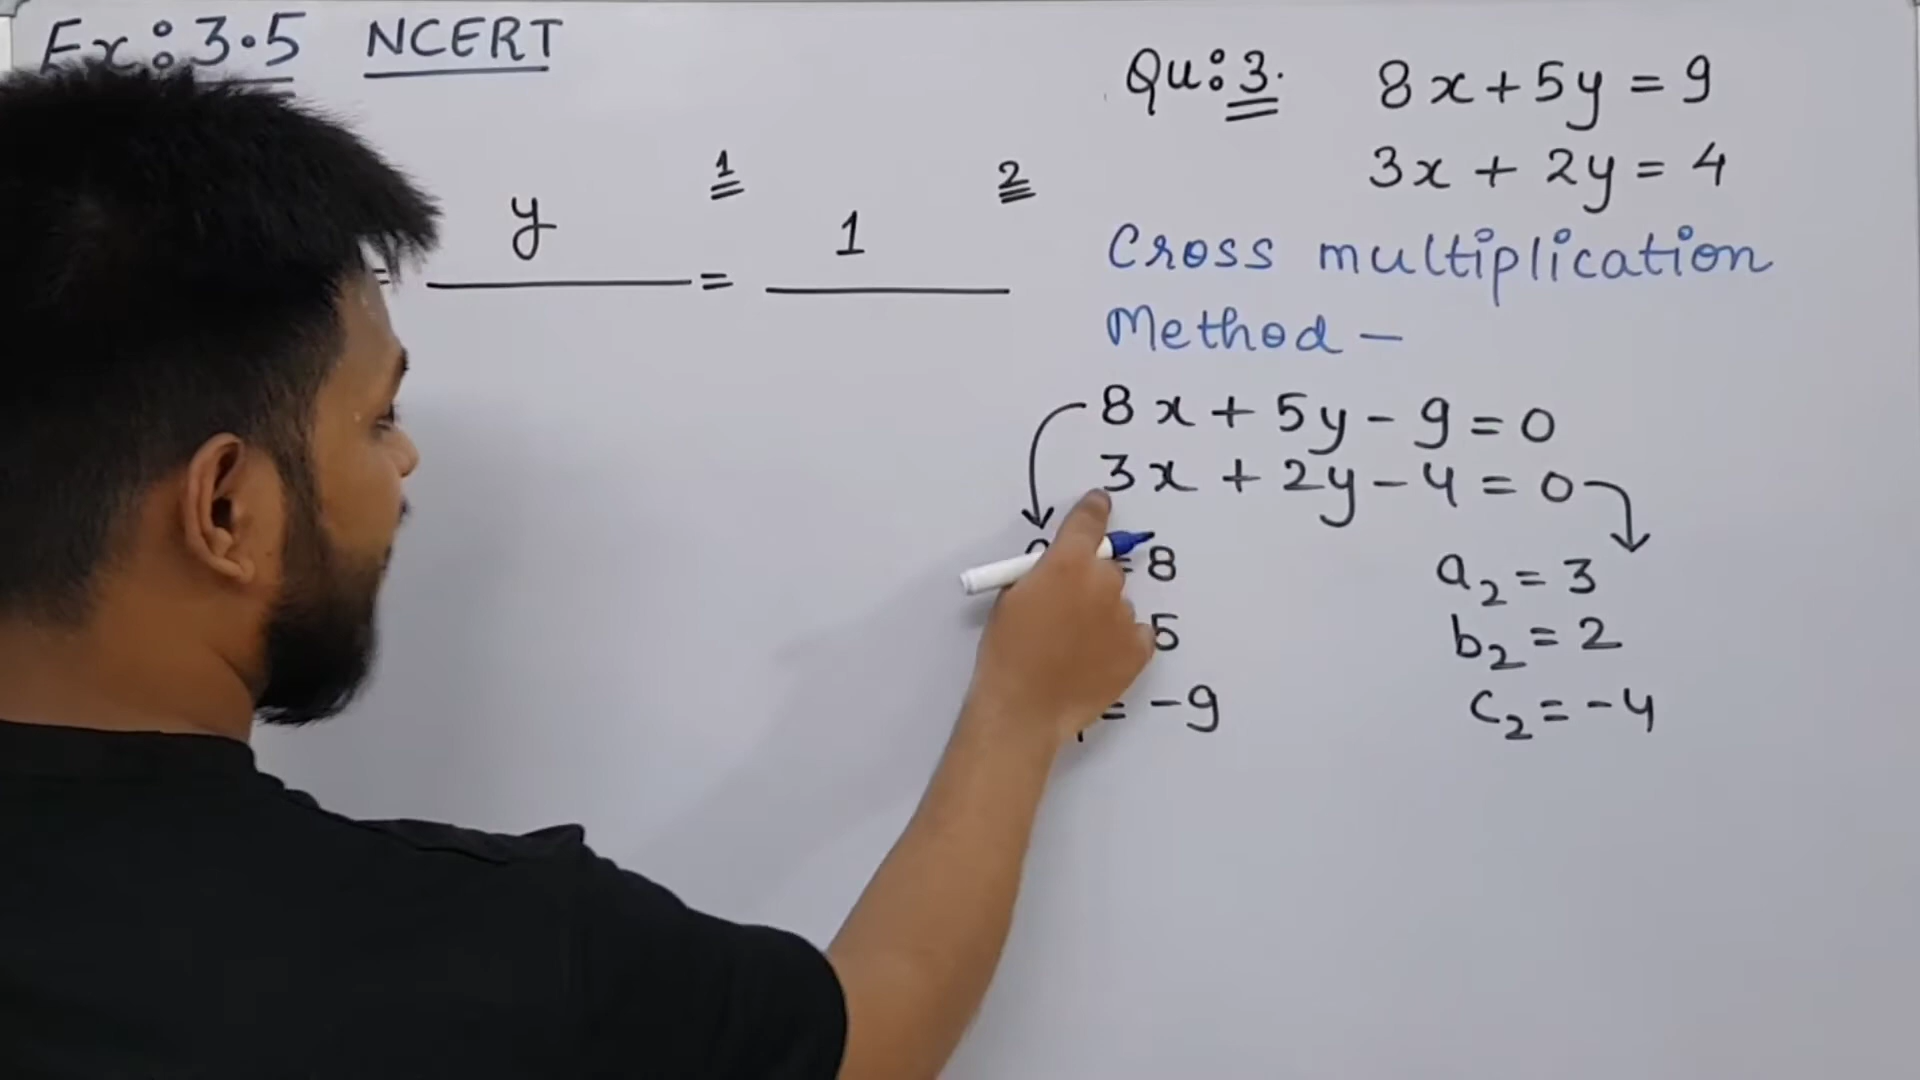 Ex: 3.5 NCERT
1 2
= y = 1
Qu: 3. 8x + 5y = 9
3x + 2y = 4
Cross multiplication
Method -
8x + 5y - 9 = 0
3x + 2y - 4 = 0
= 8
5
= -9
a₂ = 3
b₂ = 2
c₂ = -4